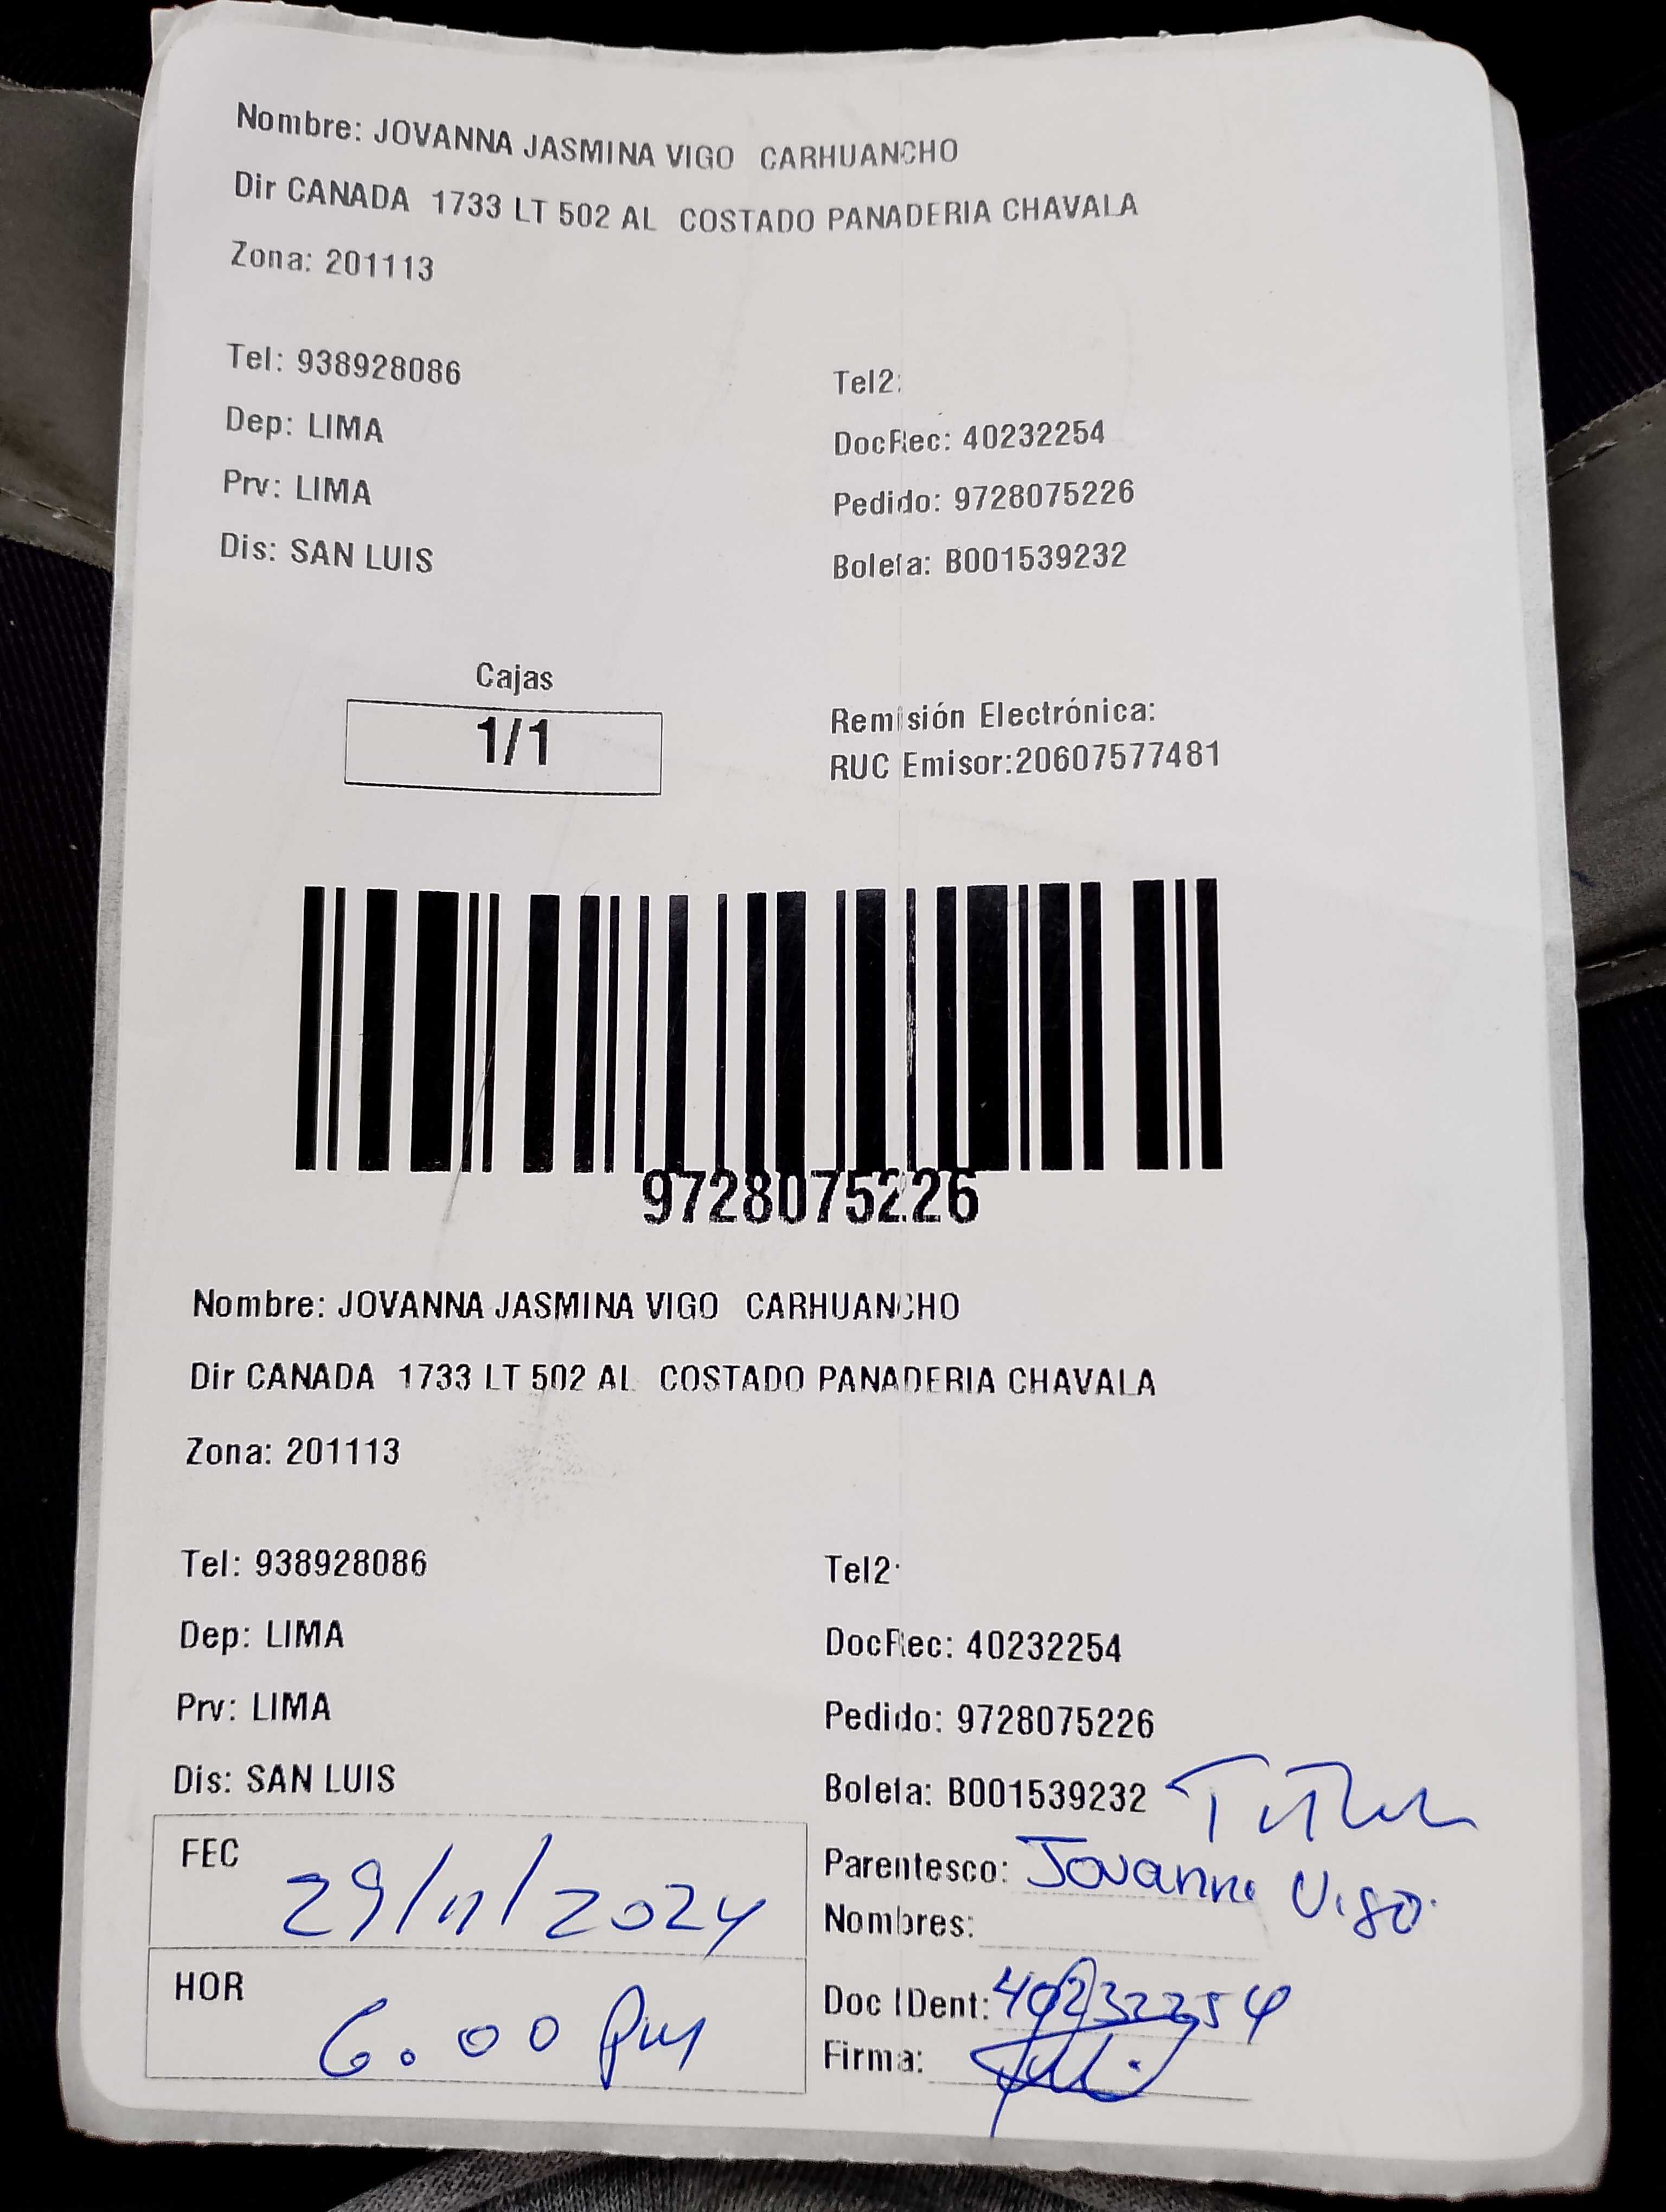 Nombre: JOVANNA JASMINA VIGO CARHUANCHO
Dir CANADA 1733 LT 502 AL COSTADO PANADERIA CHAVALA
Zona: 201113
Tel: 938928086 Tel2:
Dep: LIMA DocRec: 40232254
Prv: LIMA Pedido: 9728075226
Dis: SAN LUIS Boleta: B001539232
Cajas
1/1
Remisión Electrónica:
RUC Emisor:20607577481
9728075226
Nombre: JOVANNA JASMINA VIGO CARHUANCHO
Dir CANADA 1733 LT 502 AL COSTADO PANADERIA CHAVALA
Zona: 201113
Tel: 938928086 Tel2:
Dep: LIMA DocRec: 40232254
Prv: LIMA Pedido: 9728075226
Dis: SAN LUIS Boleta: B001539232
FEC 29/11/2024
Parentesco: Jovanna Vigo
Nombres:
HOR 6.00 pm
Doc IDent: 40232254
Firma: